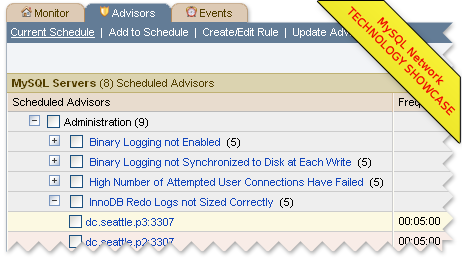 Monitor Advisors Events
Current Schedule | Add to Schedule | Create/Edit Rule | Update
MySQL Network
TECHNOLOGY SHOWCASE
MySQL Servers (8) Scheduled Advisors
Scheduled Advisors
Administration (9)
Binary Logging not Enabled (5)
Binary Logging not Synchronized to Disk at Each Write (5)
High Number of Attempted User Connections Have Failed (5)
InnoDB Redo Logs not Sized Correctly (5)
dc.seattle.p3:3307 00:05:00
dc.seattle.p2:3307 00:05:00